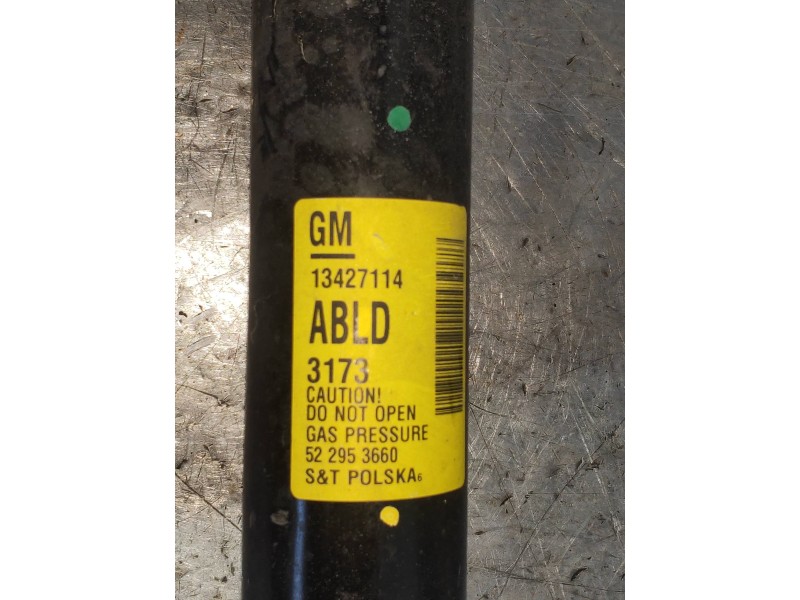 GM
13427114
ABLD
3173
CAUTION!
DO NOT OPEN
GAS PRESSURE
52 295 3660
S&T POLSKA6